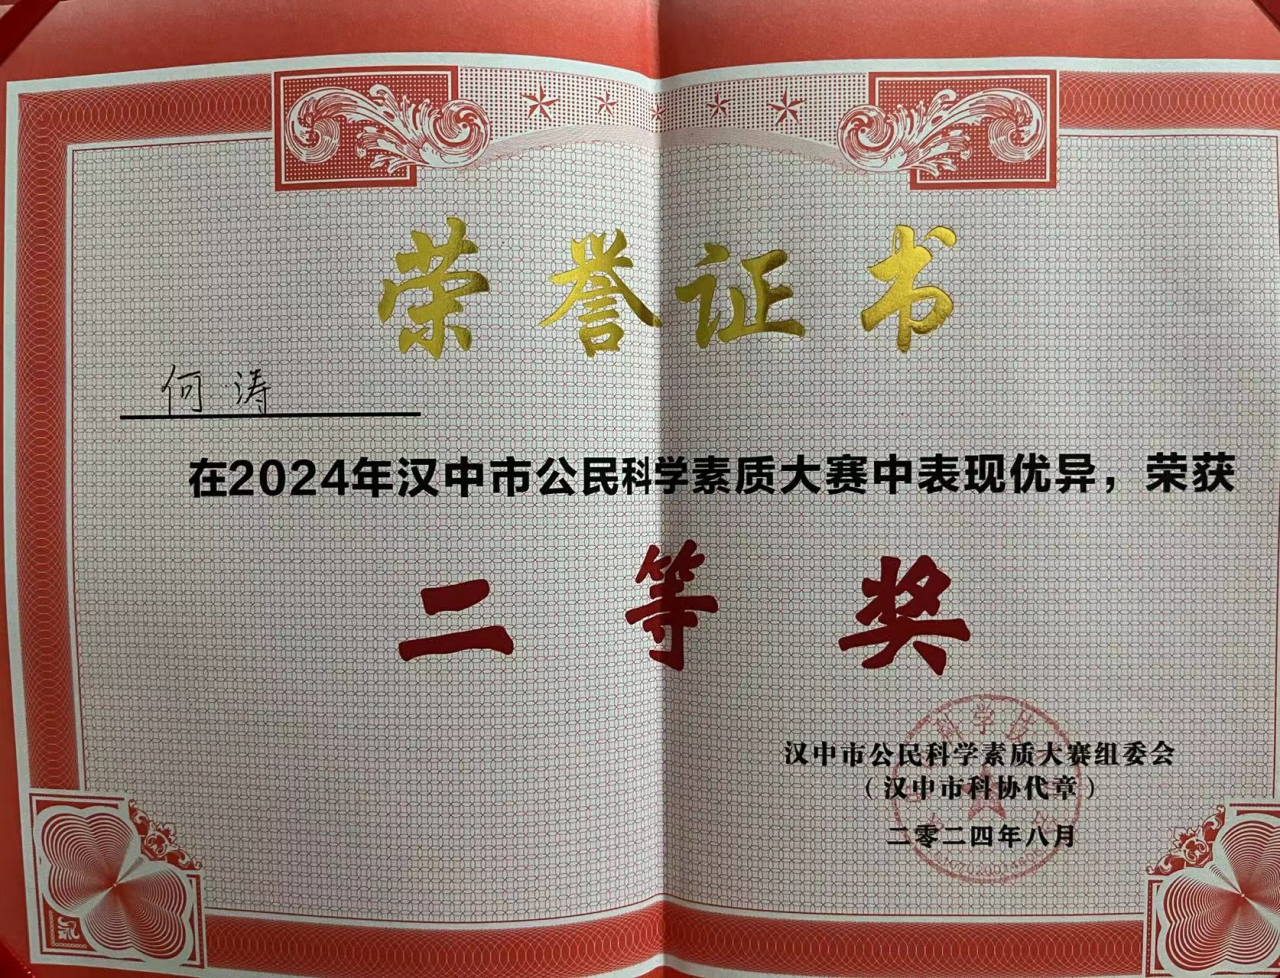 荣誉证书
何涛
在2024年汉中市公民科学素质大赛中表现优异，荣获
二等奖
汉中市公民科学素质大赛组委会
（汉中市科协代章）
二零二四年八月
科学技